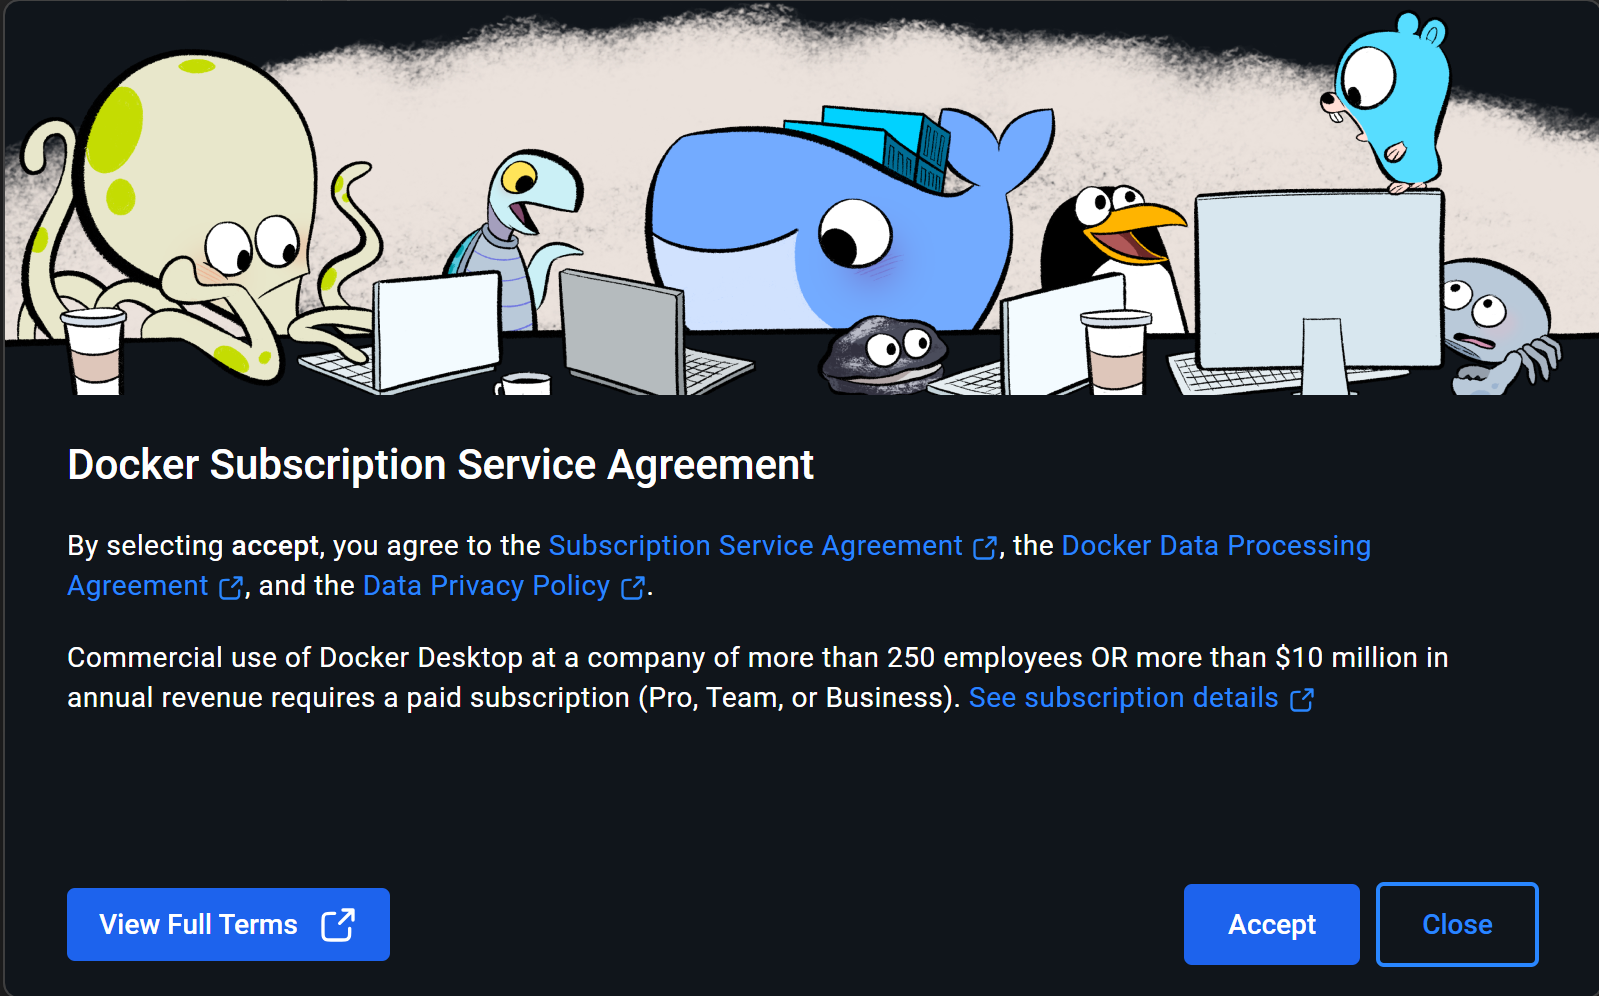 Docker Subscription Service Agreement
By selecting accept, you agree to the Subscription Service Agreement, the Docker Data Processing
Agreement, and the Data Privacy Policy.
Commercial use of Docker Desktop at a company of more than 250 employees OR more than $10 million in
annual revenue requires a paid subscription (Pro, Team, or Business). See subscription details
View Full Terms
Accept
Close